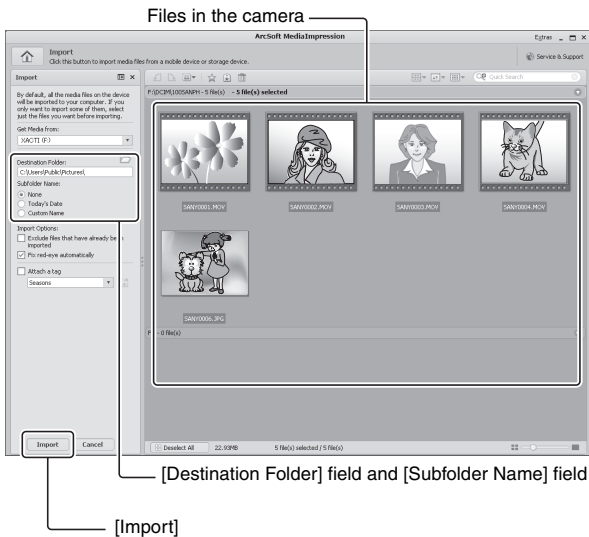 Files in the camera
ArcSoft MediaImpression
Extras
Import
Click this button to import media files from a mobile device or storage device.
Service & Support
Import
Quick Search
By default, all the media files on the device
will be imported to your computer. If you
only want to import some of them, select
just the files you want before importing.
F:\DCIM\100SANPH - 5 file(s) - 5 file(s) selected
Get Media from:
XACTI (F:)
Destination Folder:
C:\Users\Public\Pictures\
Subfolder Name:
None
Today's Date
Custom Name
SANY0001.MOV
SANY0002.MOV
SANY0003.MOV
SANY0004.MOV
Import Options:
Exclude files that have already be
imported
Fix red-eye automatically
Attach a tag
Seasons
SANY0006.JPG
- 0 file(s)
Import
Cancel
Deselect All
22.93MB
5 file(s) selected / 5 file(s)
[Destination Folder] field and [Subfolder Name] field
[Import]